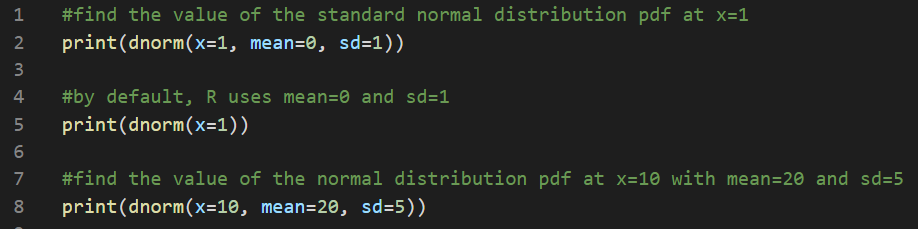 1 #find the value of the standard normal distribution pdf at x=1
2 print(dnorm(x=1, mean=0, sd=1))
3
4 #by default, R uses mean=0 and sd=1
5 print(dnorm(x=1))
6
7 #find the value of the normal distribution pdf at x=10 with mean=20 and sd=5
8 print(dnorm(x=10, mean=20, sd=5))